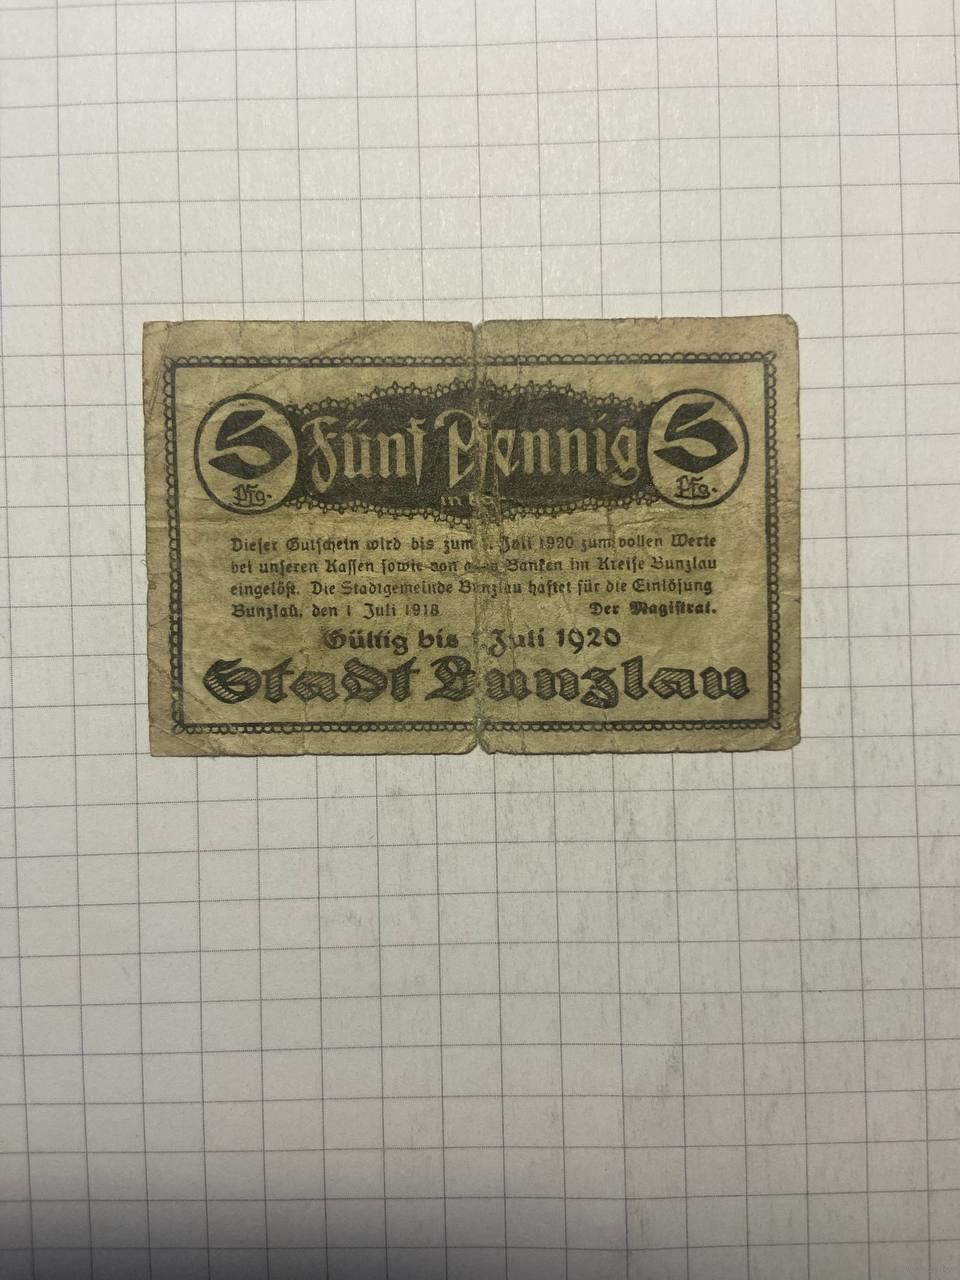 5 Fünf Pfennig 5
Pfg. in Pfg.
Dieser Gutschein wird bis zum 1. Juli 1920 zum vollen Werte
bei unseren Kassen sowie von Banken im Kreise Bunzlau
eingelöst. Die Stadtgemeinde Bunzlau haftet für die Einlösung
Bunzlau, den 1 Juli 1918 Der Magistrat.
Gültig bis Juli 1920
Stadt Bunzlau